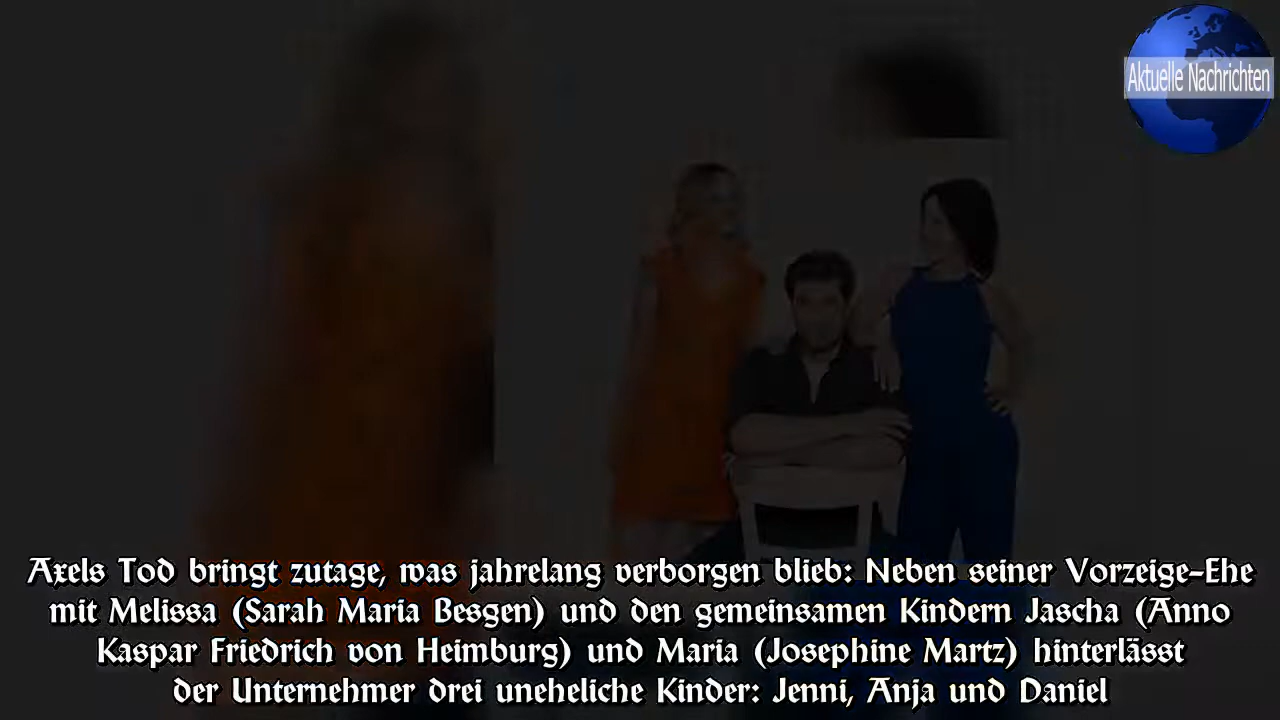 Aktuelle Nachrichten
Axels Tod bringt zutage, was jahrelang verborgen blieb: Neben seiner Vorzeige-Ehe
mit Melissa (Sarah Maria Besgen) und den gemeinsamen Kindern Jascha (Anno
Kaspar Friedrich von Heimburg) und Maria (Josephine Martz) hinterlässt
der Unternehmer drei uneheliche Kinder: Jenni, Anja und Daniel